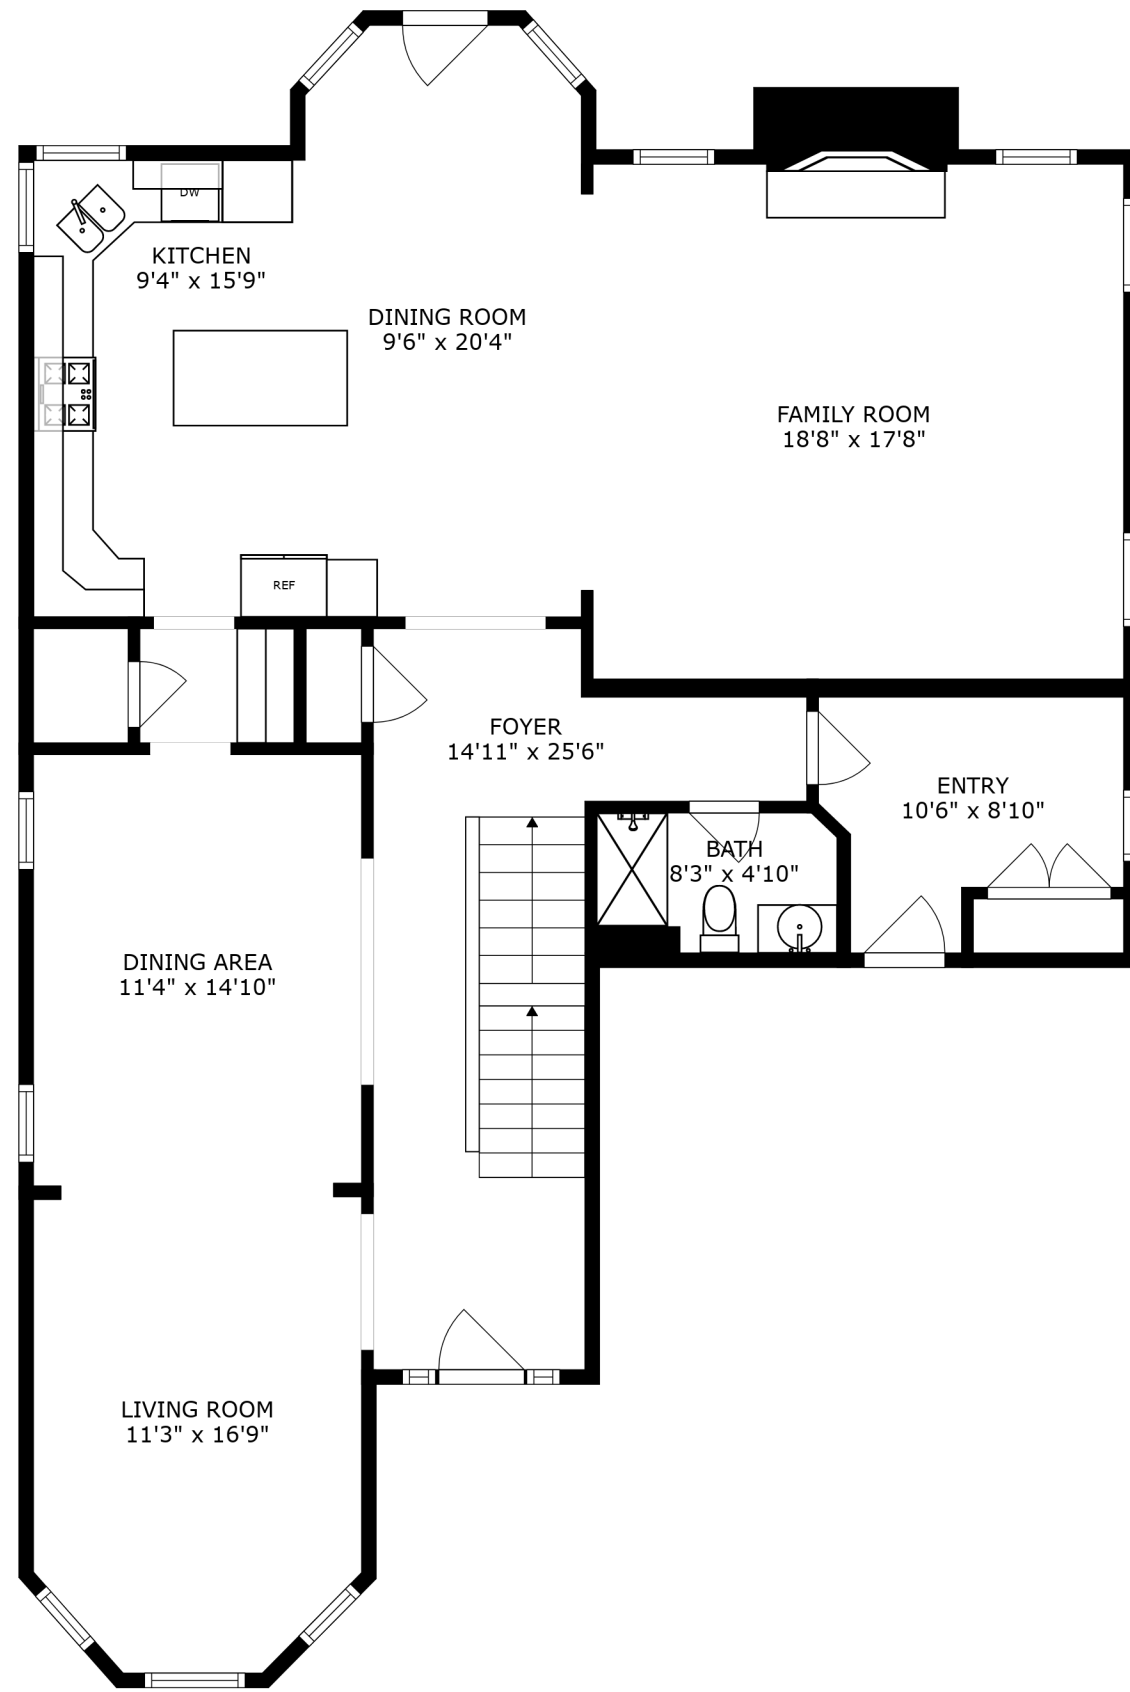 DW
KITCHEN
9'4" x 15'9"
DINING ROOM
9'6" x 20'4"
FAMILY ROOM
18'8" x 17'8"
REF
FOYER
14'11" x 25'6"
ENTRY
10'6" x 8'10"
BATH
8'3" x 4'10"
DINING AREA
11'4" x 14'10"
LIVING ROOM
11'3" x 16'9"